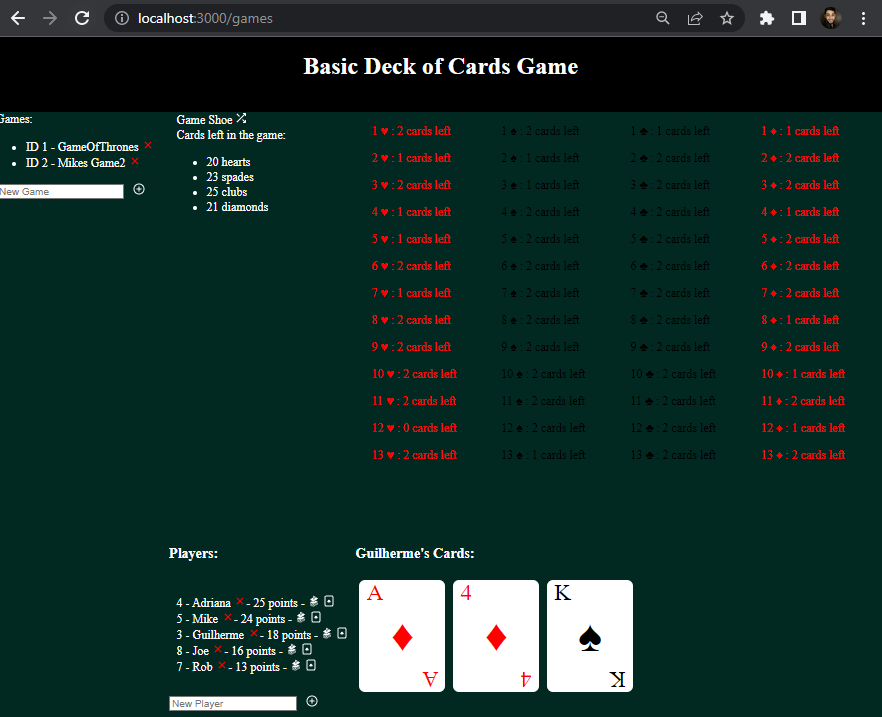 localhost:3000/games
Basic Deck of Cards Game
Games:
ID 1 - GameOfThrones ×
ID 2 - Mikes Game2 ×
New Game
Game Shoe
Cards left in the game:
20 hearts
23 spades
25 clubs
21 diamonds
1 ♥ : 2 cards left 1 ♠ : 2 cards left 1 ♣ : 1 cards left 1 ♦ : 1 cards left
2 ♥ : 1 cards left 2 ♠ : 1 cards left 2 ♣ : 2 cards left 2 ♦ : 2 cards left
3 ♥ : 2 cards left 3 ♠ : 1 cards left 3 ♣ : 2 cards left 3 ♦ : 2 cards left
4 ♥ : 1 cards left 4 ♠ : 2 cards left 4 ♣ : 2 cards left 4 ♦ : 1 cards left
5 ♥ : 1 cards left 5 ♠ : 2 cards left 5 ♣ : 2 cards left 5 ♦ : 2 cards left
6 ♥ : 2 cards left 6 ♠ : 2 cards left 6 ♣ : 2 cards left 6 ♦ : 2 cards left
7 ♥ : 1 cards left 7 ♠ : 2 cards left 7 ♣ : 2 cards left 7 ♦ : 2 cards left
8 ♥ : 2 cards left 8 ♠ : 2 cards left 8 ♣ : 2 cards left 8 ♦ : 1 cards left
9 ♥ : 2 cards left 9 ♠ : 2 cards left 9 ♣ : 2 cards left 9 ♦ : 2 cards left
10 ♥ : 2 cards left 10 ♠ : 2 cards left 10 ♣ : 2 cards left 10 ♦ : 1 cards left
11 ♥ : 2 cards left 11 ♠ : 2 cards left 11 ♣ : 2 cards left 11 ♦ : 2 cards left
12 ♥ : 0 cards left 12 ♠ : 2 cards left 12 ♣ : 2 cards left 12 ♦ : 1 cards left
13 ♥ : 2 cards left 13 ♠ : 1 cards left 13 ♣ : 2 cards left 13 ♦ : 2 cards left
Players:
4 - Adriana × - 25 points -
5 - Mike × - 24 points -
3 - Guilherme × - 18 points -
8 - Joe × - 16 points -
7 - Rob × - 13 points -
New Player
Guilherme's Cards:
A 4 K
♦ ♦ ♠
A 4 K